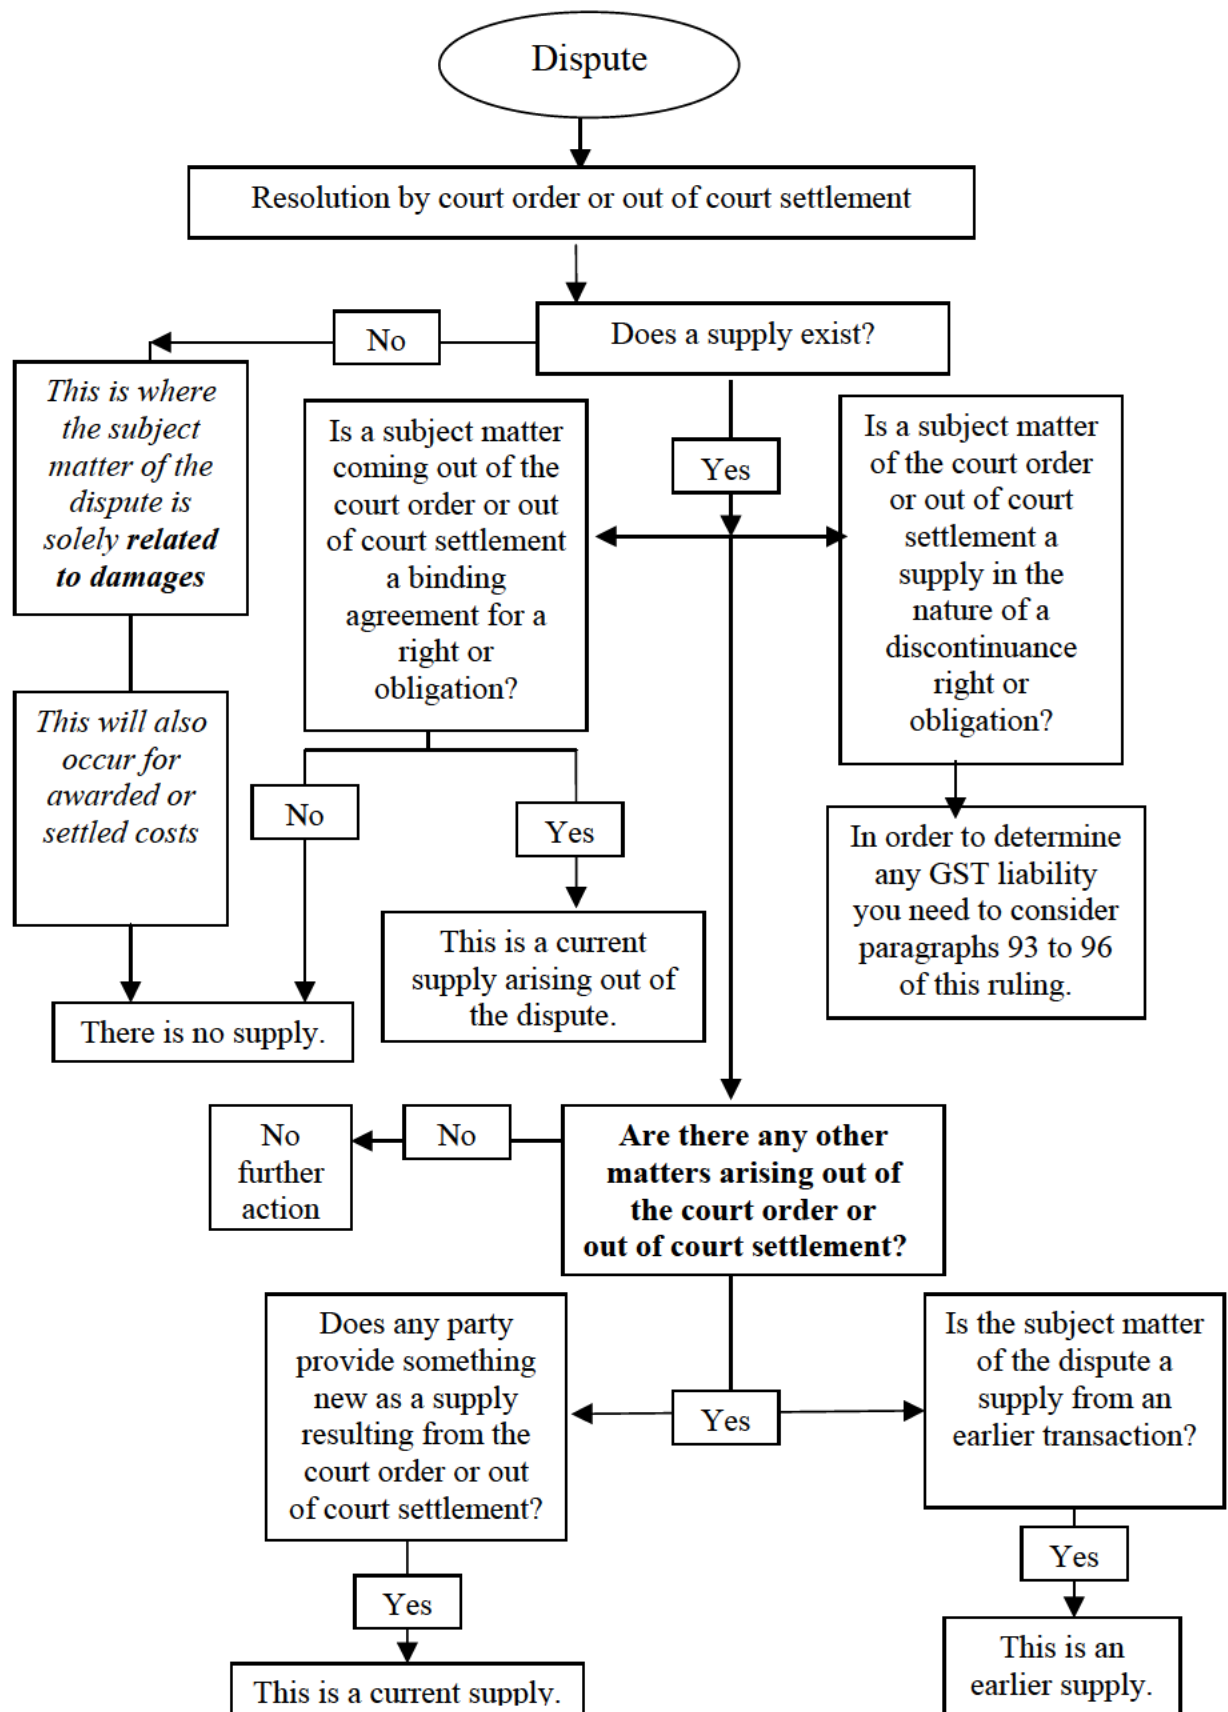 Dispute
Resolution by court order or out of court settlement
Does a supply exist?
No
This is where
the subject
matter of the
dispute is
solely related
to damages
Is a subject matter
coming out of the
court order or out
of court settlement
a binding
agreement for a
right or
obligation?
Yes
Is a subject matter
of the court order
or out of court
settlement a
supply in the
nature of a
discontinuance
right or
obligation?
This will also
occur for
awarded or
settled costs
No
Yes
In order to determine
any GST liability
you need to consider
paragraphs 93 to 96
of this ruling.
This is a current
supply arising out of
the dispute.
There is no supply.
No
further
action
No
Are there any other
matters arising out of
the court order or
out of court settlement?
Does any party
provide something
new as a supply
resulting from the
court order or out
of court settlement?
Yes
Is the subject matter
of the dispute a
supply from an
earlier transaction?
Yes
Yes
This is a current supply.
This is an
earlier supply.